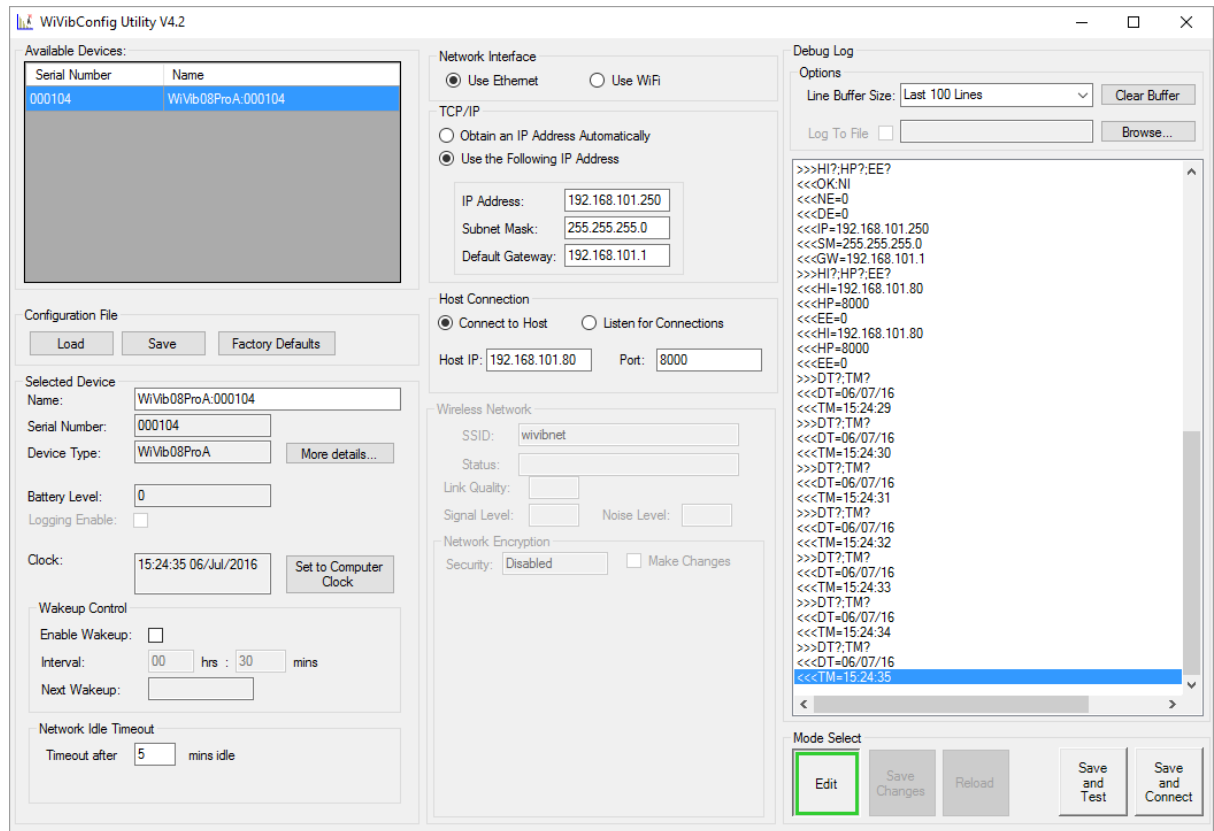 WiVibConfig Utility V4.2
Available Devices:
Serial Number Name
000104 WiVib08ProA:000104
Configuration File
Load Save Factory Defaults
Selected Device
Name: WiVib08ProA:000104
Serial Number: 000104
Device Type: WiVib08ProA More details...
Battery Level: 0
Logging Enable:
Clock: 15:24:35 06/Jul/2016 Set to Computer
Clock
Wakeup Control
Enable Wakeup:
Interval: 00 hrs : 30 mins
Next Wakeup:
Network Idle Timeout
Timeout after 5 mins idle
Network Interface
Use Ethernet Use WiFi
TCP/IP
Obtain an IP Address Automatically
Use the Following IP Address
IP Address: 192.168.101.250
Subnet Mask: 255.255.255.0
Default Gateway: 192.168.101.1
Host Connection
Connect to Host Listen for Connections
Host IP: 192.168.101.80 Port: 8000
Wireless Network
SSID: wivibnet
Status:
Link Quality:
Signal Level: Noise Level:
Network Encryption
Security: Disabled Make Changes
Debug Log
Options
Line Buffer Size: Last 100 Lines Clear Buffer
Log To File Browse...
>>>HI?;HP?;EE?
<<<OK:NI
<<<NE=0
<<<DE=0
<<<IP=192.168.101.250
<<<SM=255.255.255.0
<<<GW=192.168.101.1
>>>HI?;HP?;EE?
<<<HI=192.168.101.80
<<<HP=8000
<<<EE=0
<<<HI=192.168.101.80
<<<HP=8000
<<<EE=0
>>>DT?;TM?
<<<DT=06/07/16
<<<TM=15:24:29
>>>DT?;TM?
<<<DT=06/07/16
<<<TM=15:24:30
>>>DT?;TM?
<<<DT=06/07/16
<<<TM=15:24:31
>>>DT?;TM?
<<<DT=06/07/16
<<<TM=15:24:32
>>>DT?;TM?
<<<DT=06/07/16
<<<TM=15:24:33
>>>DT?;TM?
<<<DT=06/07/16
<<<TM=15:24:34
>>>DT?;TM?
<<<DT=06/07/16
<<<TM=15:24:35
Mode Select
Edit
Save
Changes
Reload
Save
and
Test
Save
and
Connect